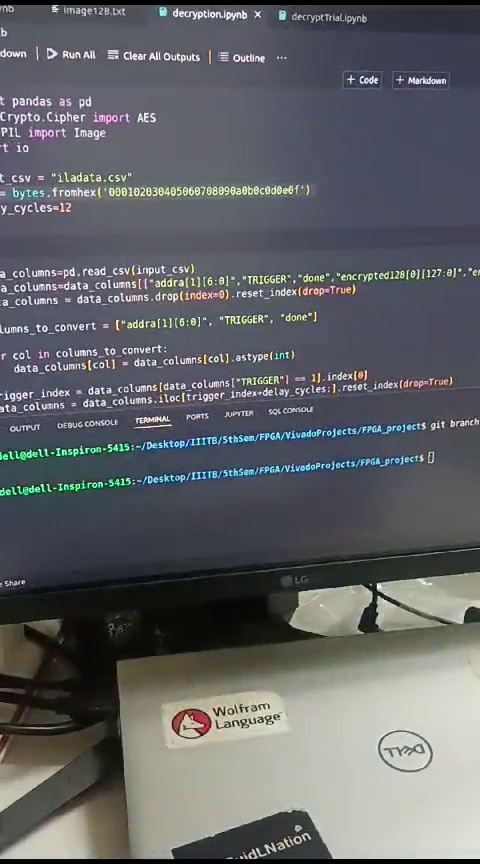 nb
image128.txt
decryption.ipynb ×
decryptTrial.ipynb
b
down
Run All
Clear All Outputs
Outline ...
+ Code
+ Markdown
t pandas as pd
Crypto.Cipher import AES
PIL import Image
rt io
t_csv = "iladata.csv"
= bytes.fromhex('000102030405060708090a0b0c0d0e0f')
y_cycles=12
a_columns=pd.read_csv(input_csv)
a_columns=data_columns[["addra[1][6:0]","TRIGGER","done","encrypted128[0][127:0]","e
a_columns = data_columns.drop(index=0).reset_index(drop=True)
lumns_to_convert = ["addra[1][6:0]", "TRIGGER", "done"]
r col in columns_to_convert:
data_columns[col] = data_columns[col].astype(int)
rigger_index = data_columns[data_columns["TRIGGER"] == 1].index[0]
ata_columns = data_columns.iloc[trigger_index+delay_cycles:].reset_index(drop=True)
OUTPUT
DEBUG CONSOLE
TERMINAL
PORTS
JUPYTER
SQL CONSOLE
dell@dell-Inspiron-5415:~/Desktop/IIITB/5thSem/FPGA/VivadoProjects/FPGA_project$ git branch
dell@dell-Inspiron-5415:~/Desktop/IIITB/5thSem/FPGA/VivadoProjects/FPGA_project$
Share
LG
Wolfram
Language
DELL
uidLNation